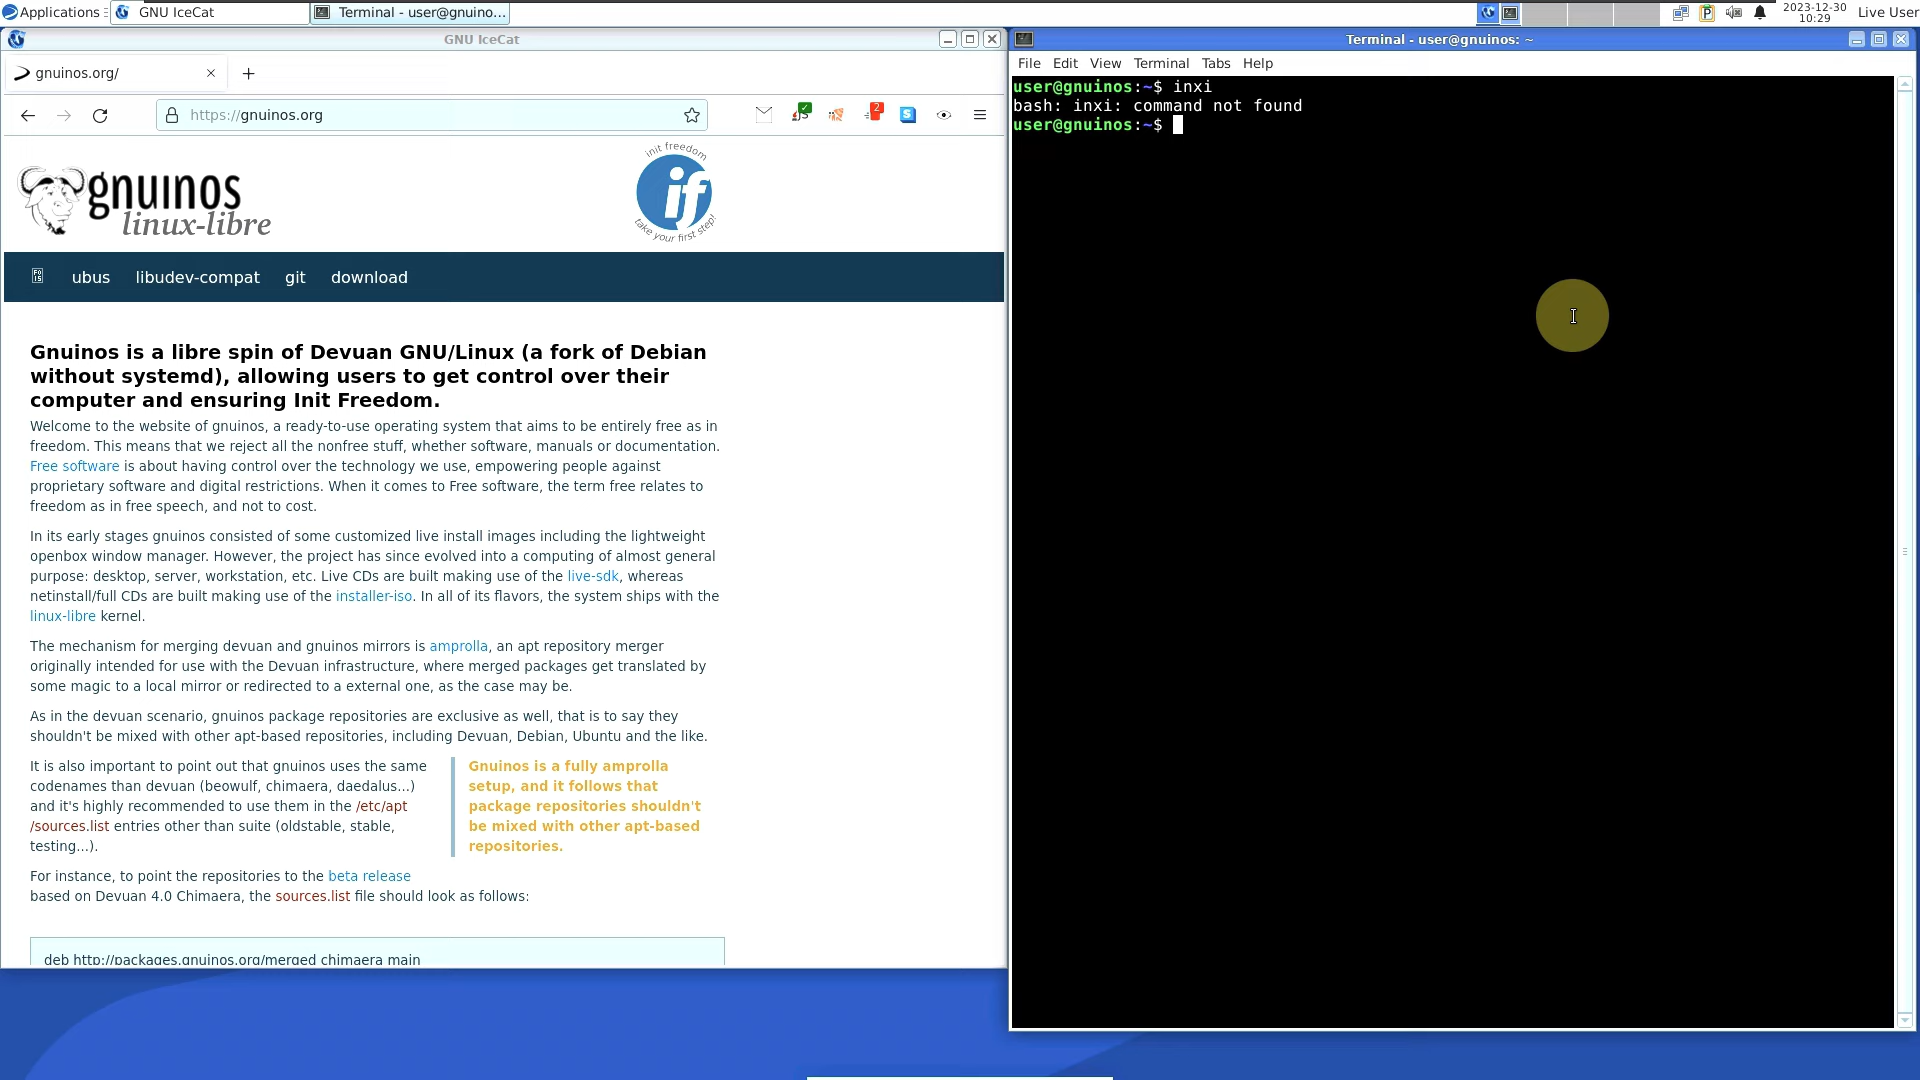 Applications
GNU IceCat
Terminal - user@gnuino...
2023-12-30
10:29
Live User
GNU IceCat
gnuinos.org/
https://gnuinos.org
2
gnuinos
linux-libre
init freedom
if
take your first step!
ubus libudev-compat git download
Gnuinos is a libre spin of Devuan GNU/Linux (a fork of Debian
without systemd), allowing users to get control over their
computer and ensuring Init Freedom.
Welcome to the website of gnuinos, a ready-to-use operating system that aims to be entirely free as in
freedom. This means that we reject all the nonfree stuff, whether software, manuals or documentation.
Free software is about having control over the technology we use, empowering people against
proprietary software and digital restrictions. When it comes to Free software, the term free relates to
freedom as in free speech, and not to cost.
In its early stages gnuinos consisted of some customized live install images including the lightweight
openbox window manager. However, the project has since evolved into a computing of almost general
purpose: desktop, server, workstation, etc. Live CDs are built making use of the live-sdk, whereas
netinstall/full CDs are built making use of the installer-iso. In all of its flavors, the system ships with the
linux-libre kernel.
The mechanism for merging devuan and gnuinos mirrors is amprolla, an apt repository merger
originally intended for use with the Devuan infrastructure, where merged packages get translated by
some magic to a local mirror or redirected to a external one, as the case may be.
As in the devuan scenario, gnuinos package repositories are exclusive as well, that is to say they
shouldn't be mixed with other apt-based repositories, including Devuan, Debian, Ubuntu and the like.
It is also important to point out that gnuinos uses the same
codenames than devuan (beowulf, chimaera, daedalus...)
and it's highly recommended to use them in the /etc/apt
/sources.list entries other than suite (oldstable, stable,
testing...).
Gnuinos is a fully amprolla
setup, and it follows that
package repositories shouldn't
be mixed with other apt-based
repositories.
For instance, to point the repositories to the beta release
based on Devuan 4.0 Chimaera, the sources.list file should look as follows:
deb http://packages.gnuinos.org/merged chimaera main
Terminal - user@gnuinos: ~
File Edit View Terminal Tabs Help
user@gnuinos:~$ inxi
bash: inxi: command not found
user@gnuinos:~$